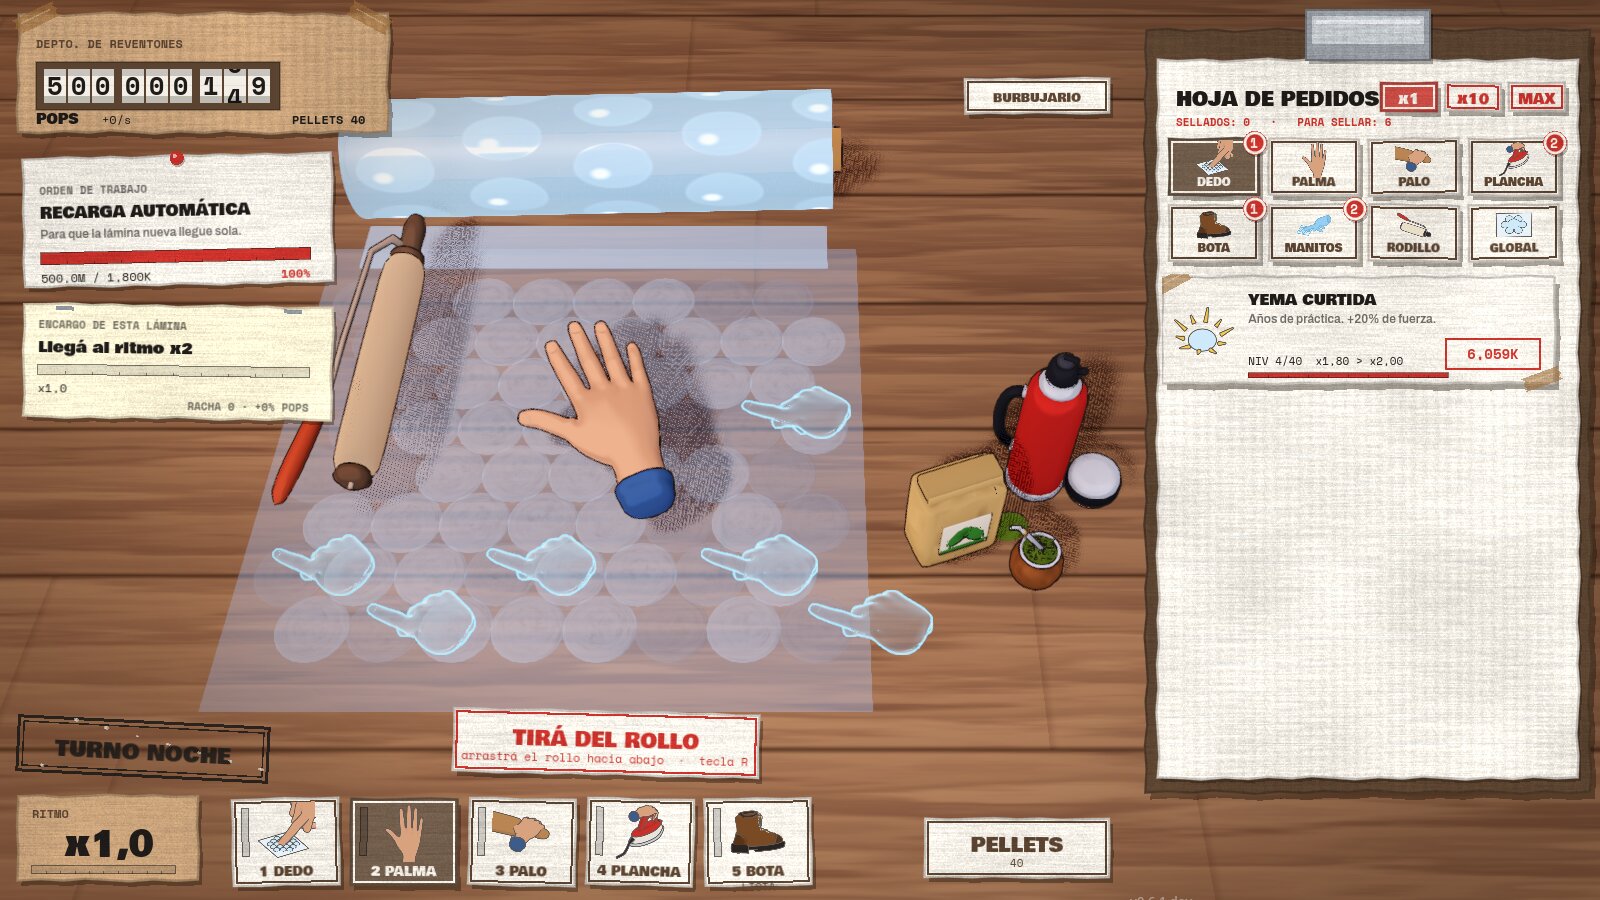 DEPTO. DE REVENTONES
POPS +0/s PELLETS 40
ORDEN DE TRABAJO
RECARGA AUTOMÁTICA
Para que la lámina nueva llegue sola.
500.0M / 1.800K 100%
ENCARGO DE ESTA LÁMINA
Llegá al ritmo x2
x1,0
RACHA 0 · +0% POPS
BURBUJARIO
HOJA DE PEDIDOS x1 x10 MAX
SELLADOS: 0 · PARA SELLAR: 6
1 2
DEDO PALMA PALO PLANCHA
1 2
BOTA MANITOS RODILLO GLOBAL
YEMA CURTIDA
Años de práctica. +20% de fuerza.
NIV 4/40 x1,80 > x2,00 6.059K
TURNO NOCHE
TIRÁ DEL ROLLO
arrastrá el rollo hacia abajo · tecla R
RITMO
x1,0
1 DEDO 2 PALMA 3 PALO 4 PLANCHA 5 BOTA
PELLETS
40